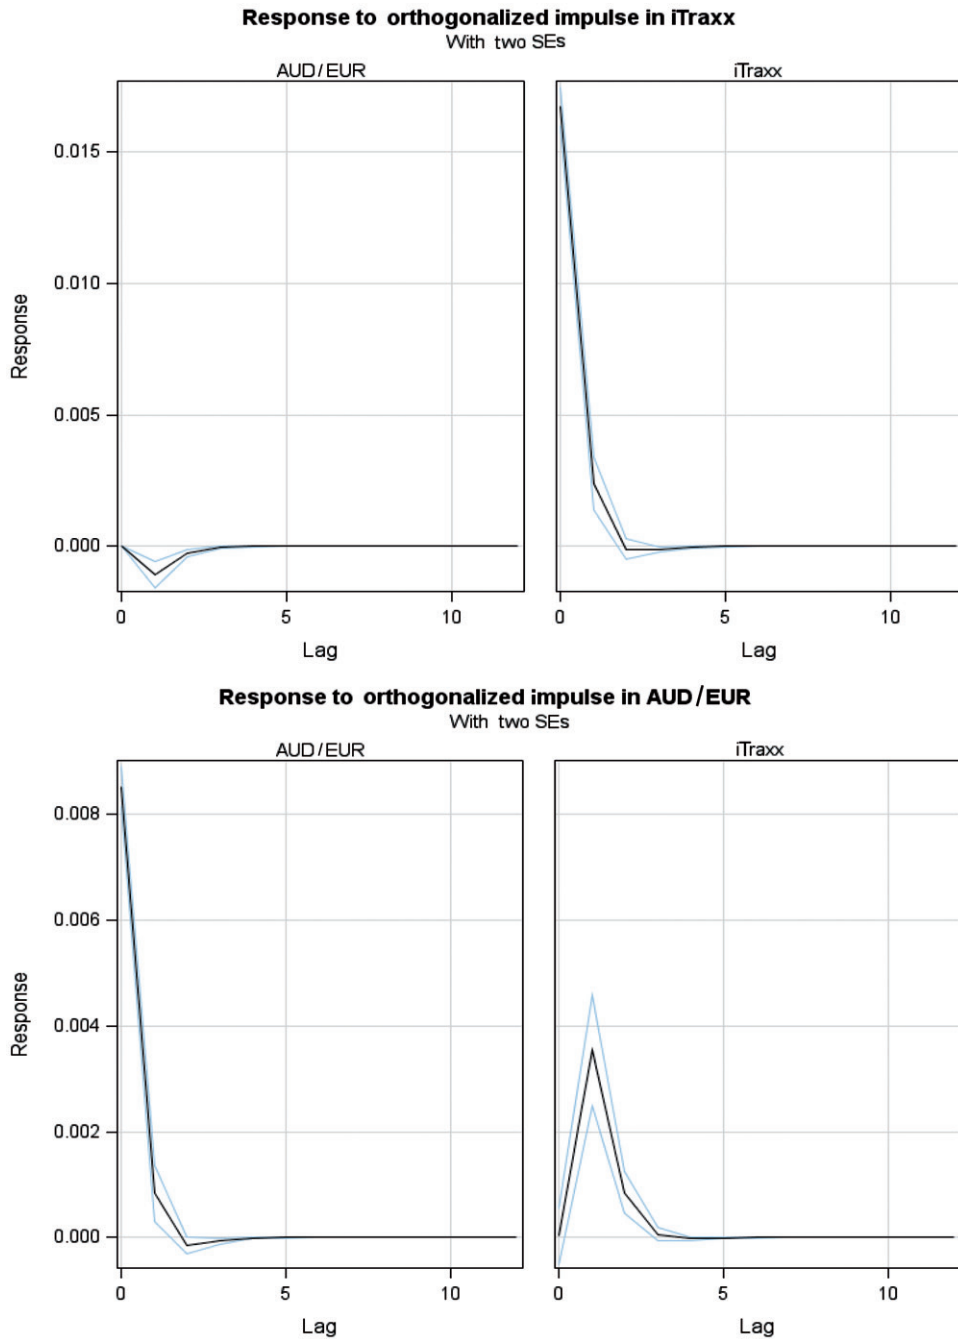 Response to orthogonalized impulse in iTraxx
With two SEs
AUD/EUR
iTraxx
Response
0.015
0.010
0.005
0.000
0 5 10
0 5 10
Lag
Lag
Response to orthogonalized impulse in AUD/EUR
With two SEs
AUD/EUR
iTraxx
Response
0.008
0.006
0.004
0.002
0.000
0 5 10
0 5 10
Lag
Lag